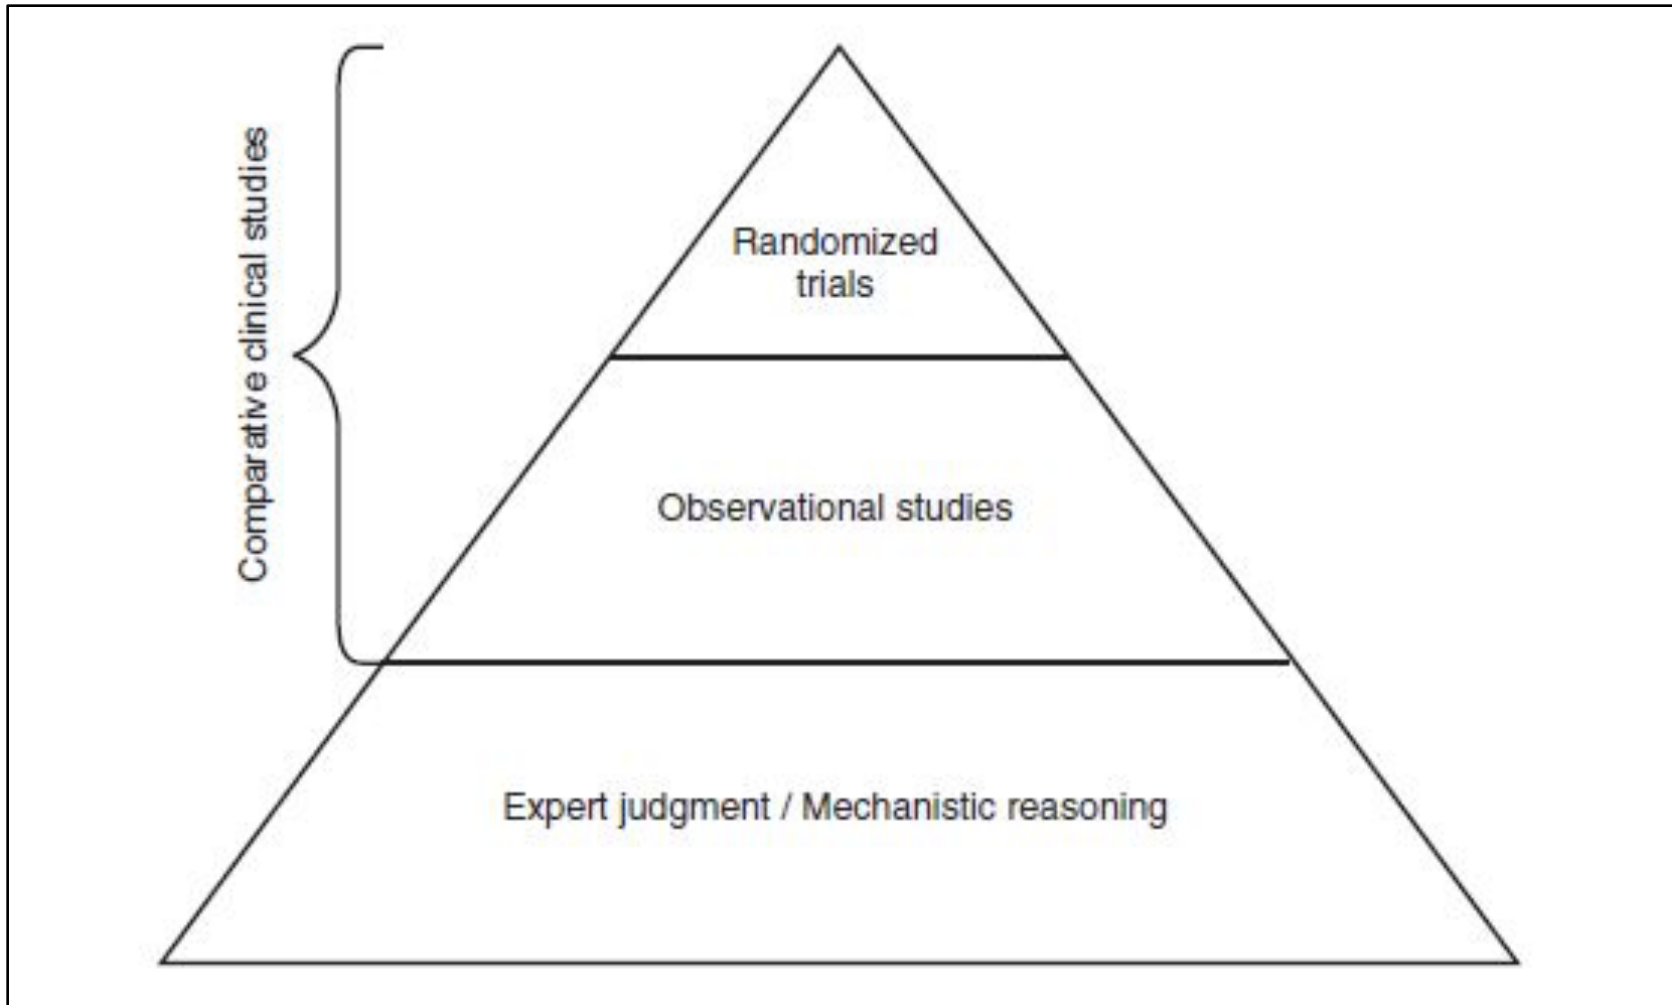 Comparative clinical studies
Randomized
trials
Observational studies
Expert judgment / Mechanistic reasoning